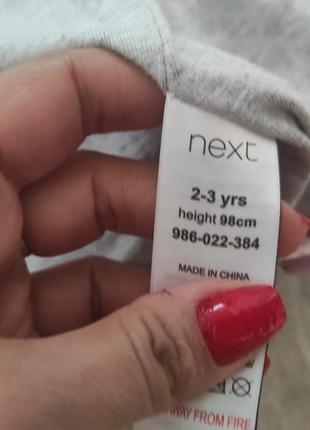 next
2-3 yrs
height 98cm
986-022-384
MADE IN CHINA
AWAY FROM FIRE